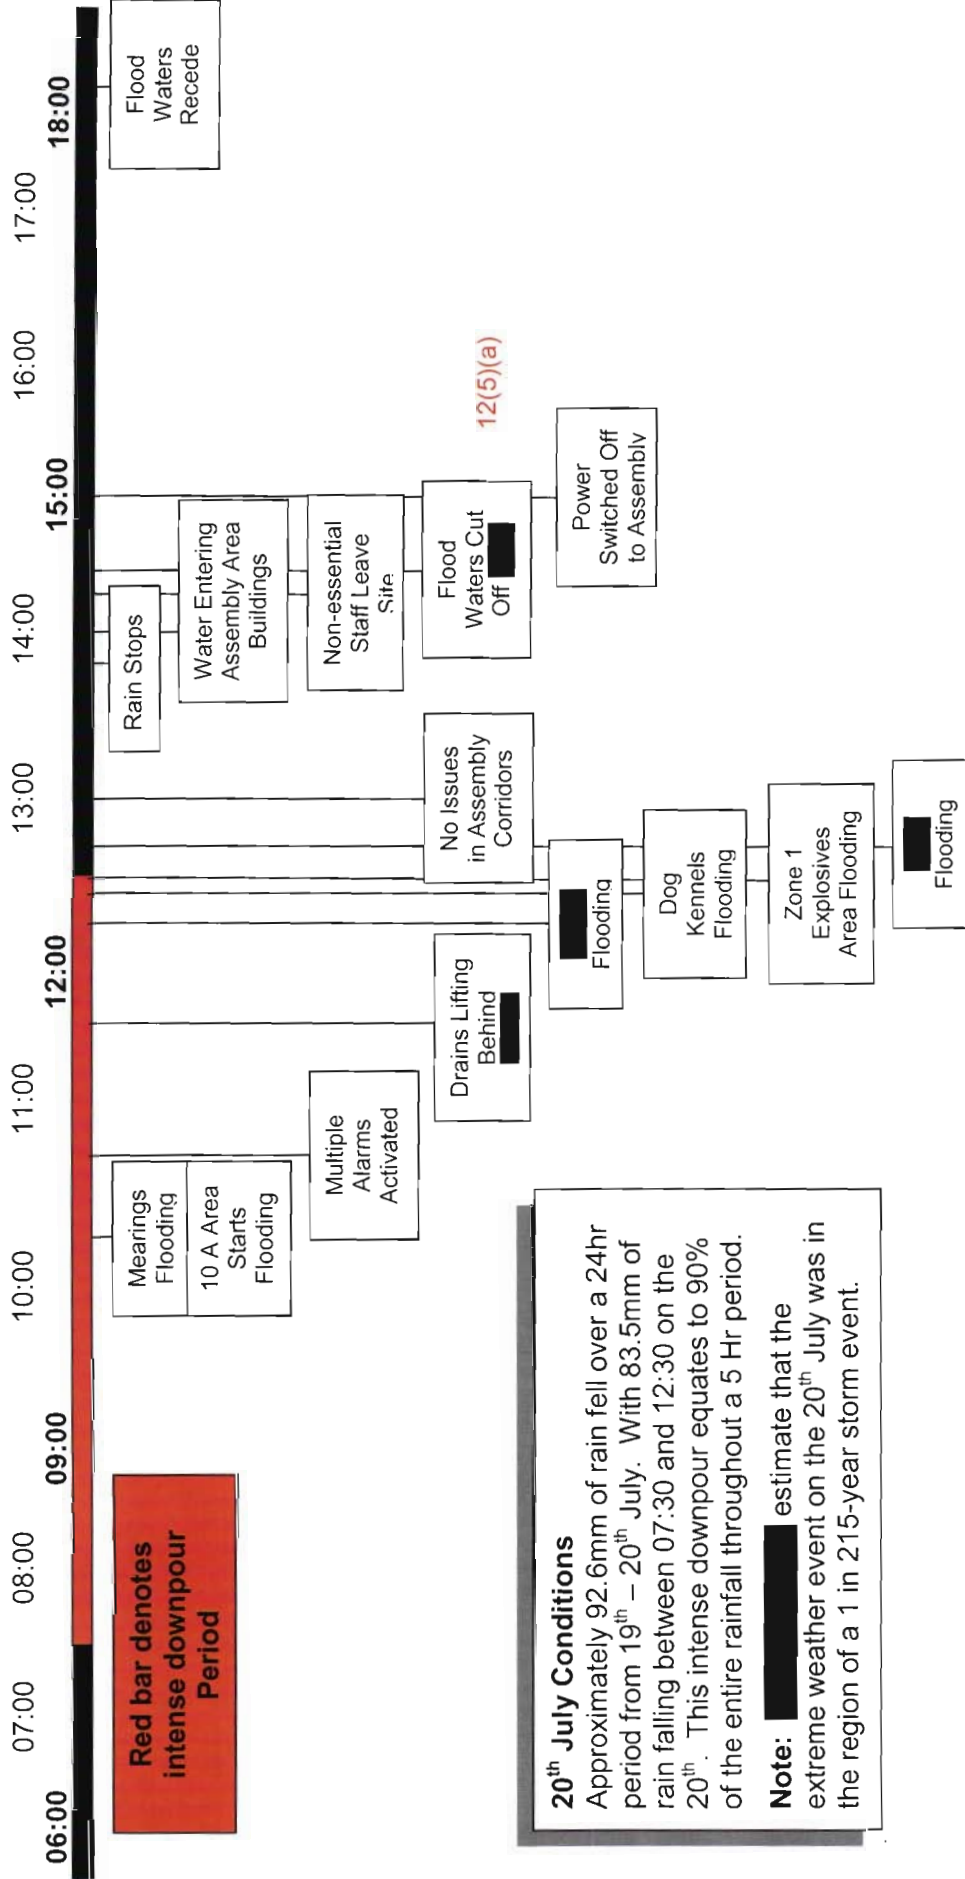 06:00 07:00 08:00 09:00 10:00 11:00 12:00 13:00 14:00 15:00 16:00 17:00 18:00
Red bar denotes
intense downpour
Period
Mearings
Flooding
10 A Area
Starts
Flooding
Multiple
Alarms
Activated
Drains Lifting
Behind
Flooding
Dog
Kennels
Flooding
Zone 1
Explosives
Area Flooding
Flooding
No Issues
in Assembly
Corridors
Rain Stops
Water Entering
Assembly Area
Buildings
Non-essential
Staff Leave
Site
Flood
Waters Cut
Off
Power
Switched Off
to Assembly
12(5)(a)
Flood
Waters
Recede
20th July Conditions
Approximately 92.6mm of rain fell over a 24hr
period from 19th – 20th July. With 83.5mm of
rain falling between 07:30 and 12:30 on the
20th. This intense downpour equates to 90%
of the entire rainfall throughout a 5 Hr period.
Note: estimate that the
extreme weather event on the 20th July was in
the region of a 1 in 215-year storm event.